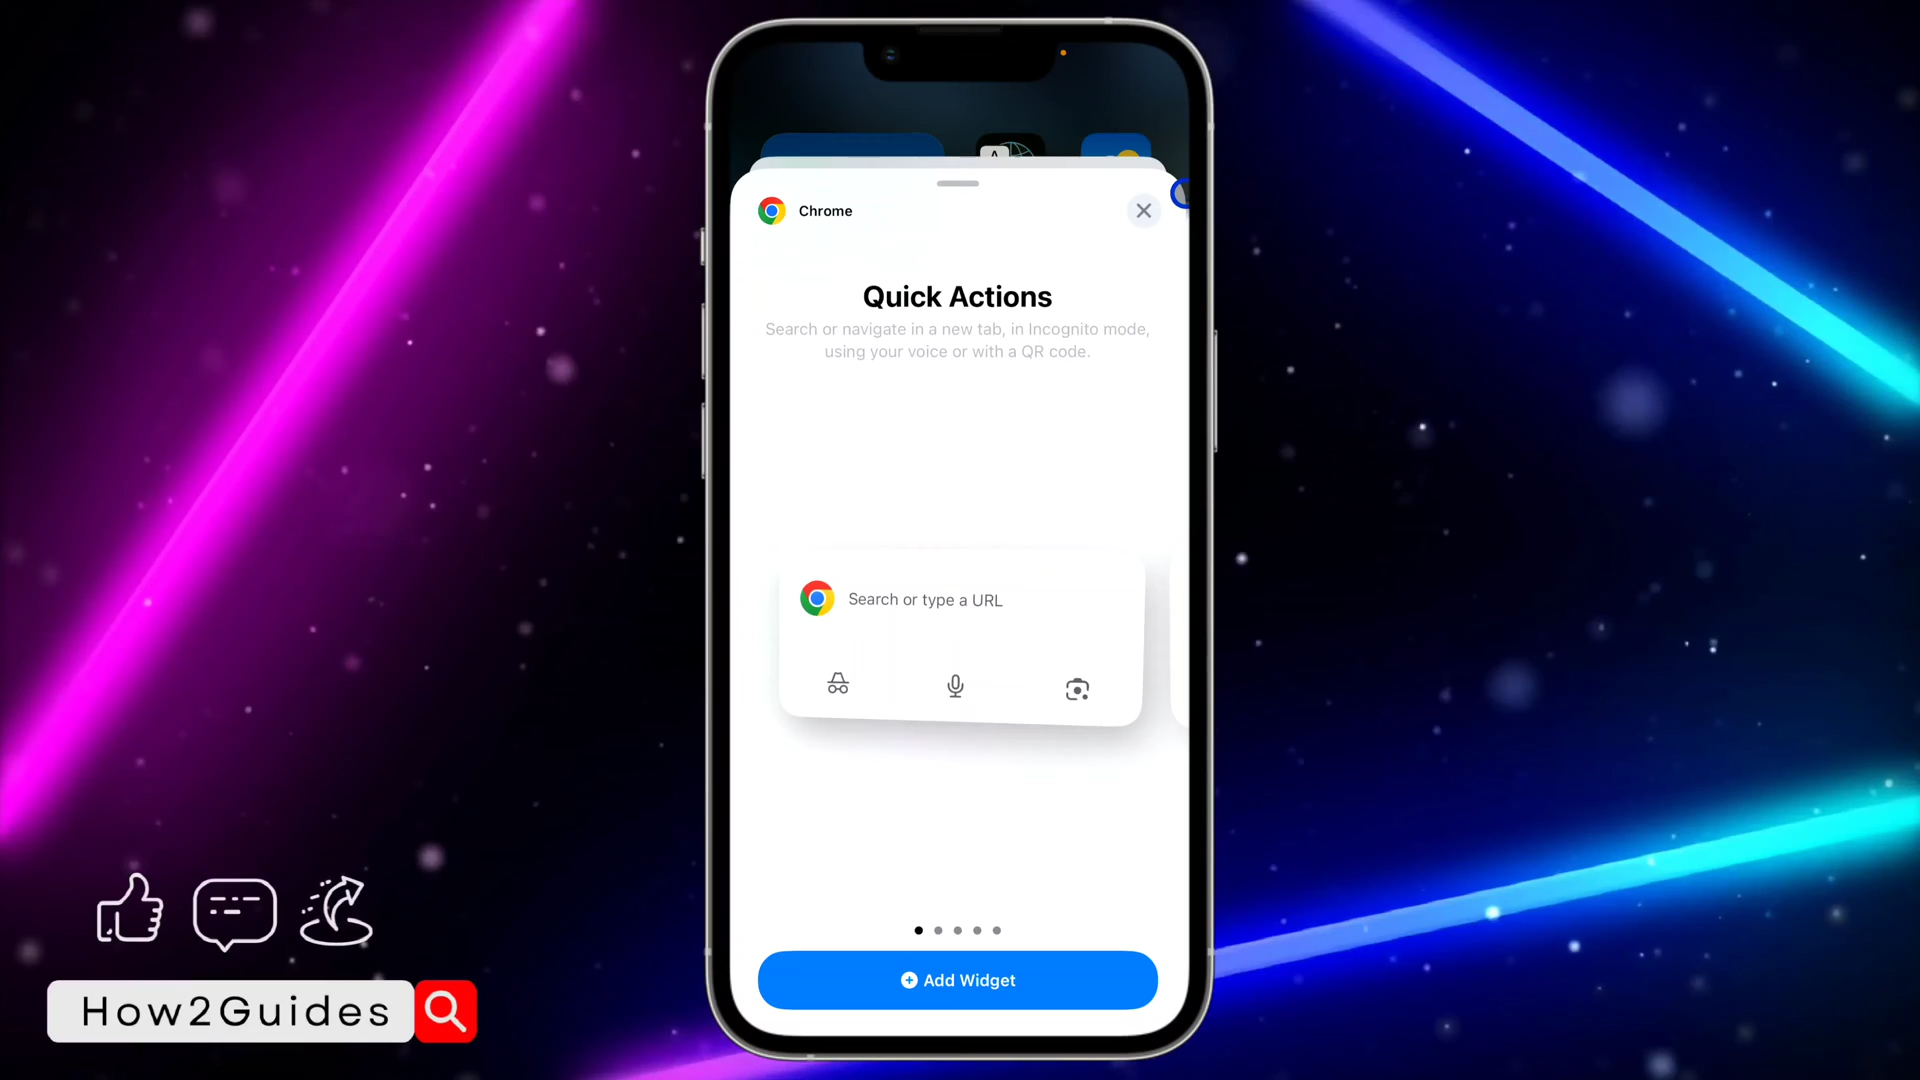 A
Chrome
Quick Actions
Search or navigate in a new tab, in Incognito mode,
using your voice or with a QR code.
Search or type a URL
Add Widget
How2Guides